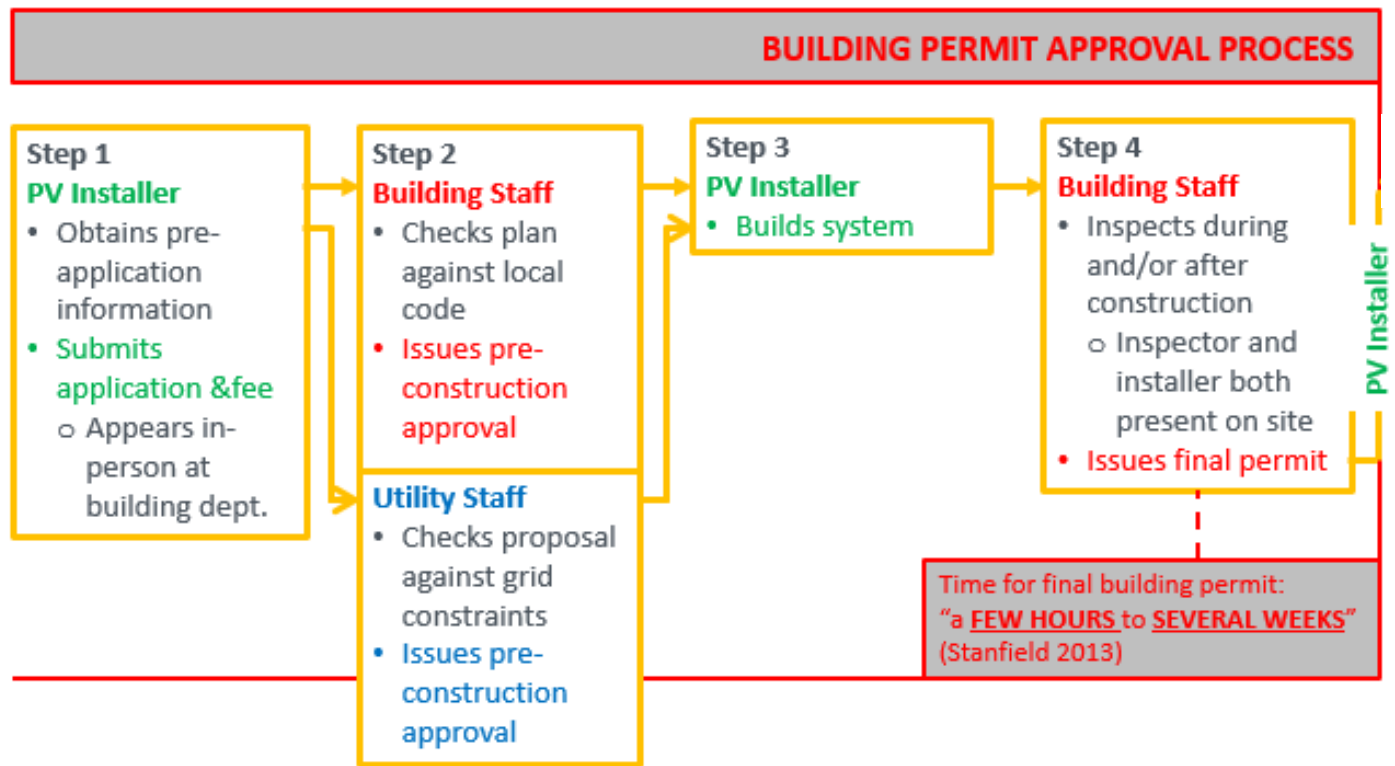 BUILDING PERMIT APPROVAL PROCESS
Step 1
PV Installer
• Obtains pre-
application
information
• Submits
application &fee
o Appears in-
person at
building dept.
Step 2
Building Staff
• Checks plan
against local
code
• Issues pre-
construction
approval
Utility Staff
• Checks proposal
against grid
constraints
• Issues pre-
construction
approval
Step 3
PV Installer
• Builds system
Step 4
Building Staff
• Inspects during
and/or after
construction
o Inspector and
installer both
present on site
• Issues final permit
PV Installer
Time for final building permit:
“a FEW HOURS to SEVERAL WEEKS”
(Stanfield 2013)